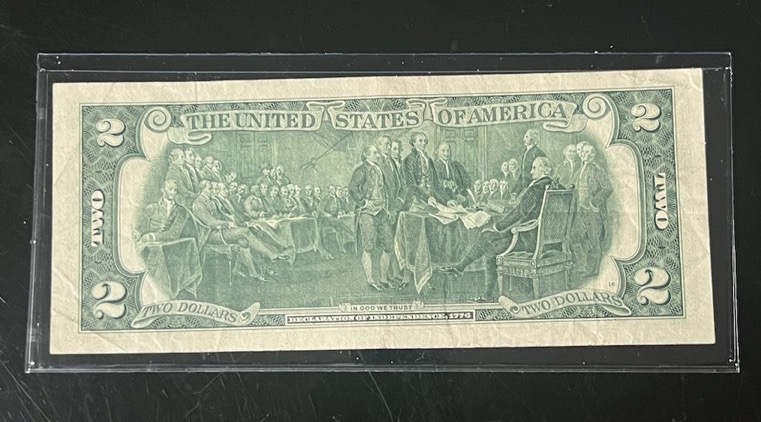 THE UNITED STATES OF AMERICA
2 2
TWO TWO
2 2
TWO DOLLARS TWO DOLLARS
IN GOD WE TRUST
DECLARATION OF INDEPENDENCE, 1776